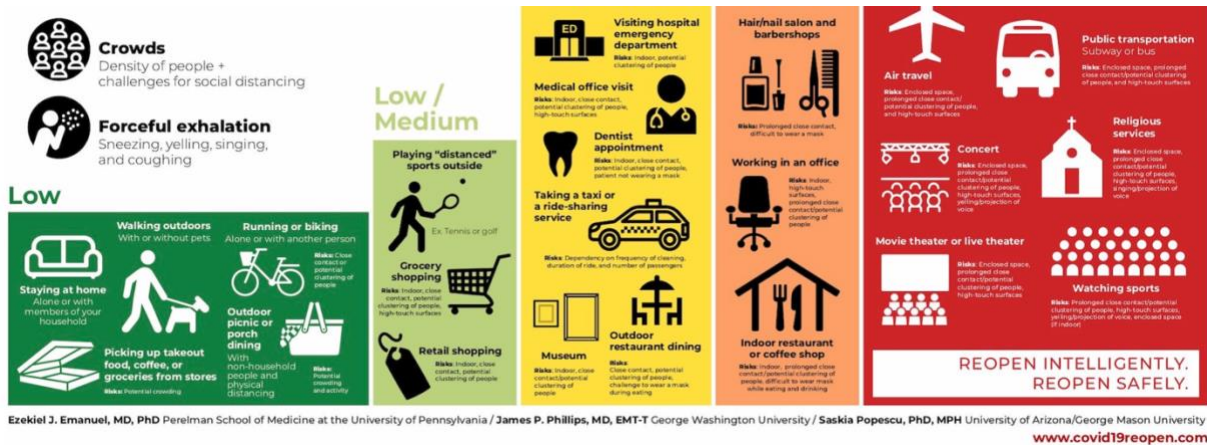 Crowds
Density of people +
challenges for social distancing
Forceful exhalation
Sneezing, yelling, singing,
and coughing
Low
Staying at home
Alone or with
members of your
household
Walking outdoors
With or without pets
Running or biking
Alone or with another person
Risks: Close
contact or
potential
clustering of
people
Picking up takeout
food, coffee, or
groceries from stores
Risks: Potential crowding
Outdoor
picnic or
porch
dining
With
non-household
people and
physical
distancing
Risks:
Potential
crowding
and activity
Low /
Medium
Playing “distanced”
sports outside
Ex. Tennis or golf
Grocery
shopping
Risks: Indoor, close
contact, potential
clustering of people,
high-touch surfaces
Retail shopping
Risks: Indoor, close
contact, potential
clustering of people
ED
Visiting hospital
emergency
department
Risks: Indoor, potential
clustering of people
Medical office visit
Risks: Indoor, close contact,
potential clustering of people,
high-touch surfaces
Dentist
appointment
Risks: Indoor, close contact,
potential clustering of people,
patient not wearing a mask
Taking a taxi or
a ride-sharing
service
Risks: Dependency on frequency of cleaning,
duration of ride, and number of passengers
Museum
Risks: Indoor, close
contact/potential
clustering of
people
Outdoor
restaurant dining
Risks:
Close contact, potential
clustering of people,
challenge to wear a mask
during eating
Hair/nail salon and
barbershops
Risks: Prolonged close contact,
difficult to wear a mask
Working in an office
Risks: Indoor,
high-touch
surfaces,
prolonged close
contact/potential
clustering of
people
Indoor restaurant
or coffee shop
Risks: Indoor, prolonged close
contact/potential clustering of
people, difficult to wear mask
while eating and drinking
Air travel
Risks: Enclosed space,
prolonged close contact/
potential clustering of people,
and high-touch surfaces
Public transportation
Subway or bus
Risks: Enclosed space, prolonged
close contact/potential clustering
of people, and high-touch surfaces
Concert
Risks: Enclosed space,
prolonged close
contact/potential
clustering of people,
high-touch surfaces,
yelling/projection of
voice
Religious
services
Risks: Enclosed space,
prolonged close
contact/potential
clustering of people,
high-touch surfaces,
singing/projection of
voice
Movie theater or live theater
Risks: Enclosed space,
prolonged close
contact/potential
clustering of people,
high-touch surfaces
Watching sports
Risks: Prolonged close contact/potential
clustering of people, high-touch surfaces,
yelling/projection of voice, enclosed space
(if indoor)
REOPEN INTELLIGENTLY.
REOPEN SAFELY.
Ezekiel J. Emanuel, MD, PhD Perelman School of Medicine at the University of Pennsylvania / James P. Phillips, MD, EMT-T George Washington University / Saskia Popescu, PhD, MPH University of Arizona/George Mason University
www.covid19reopen.com